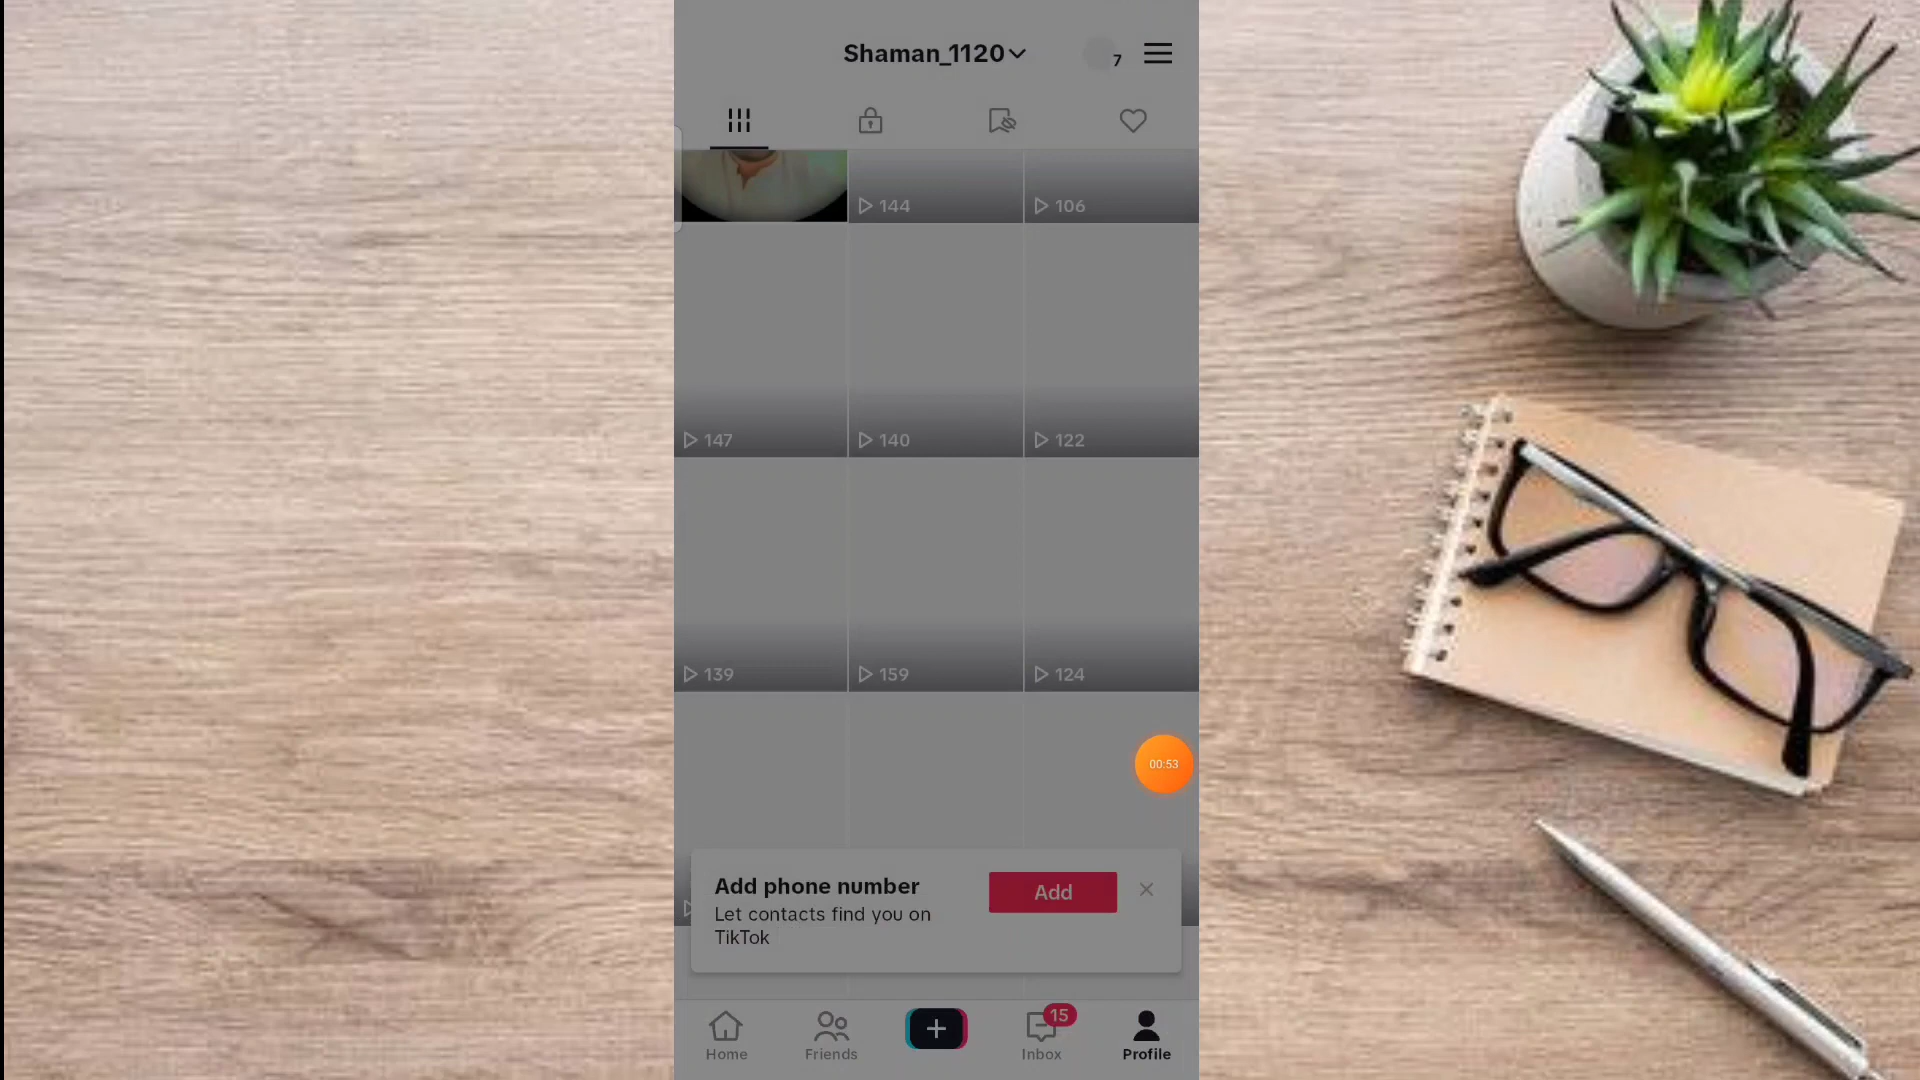 Shaman_1120
7
144
106
147
140
122
139
159
124
00:53
Add phone number
Let contacts find you on
TikTok
Add
15
Home
Friends
Inbox
Profile